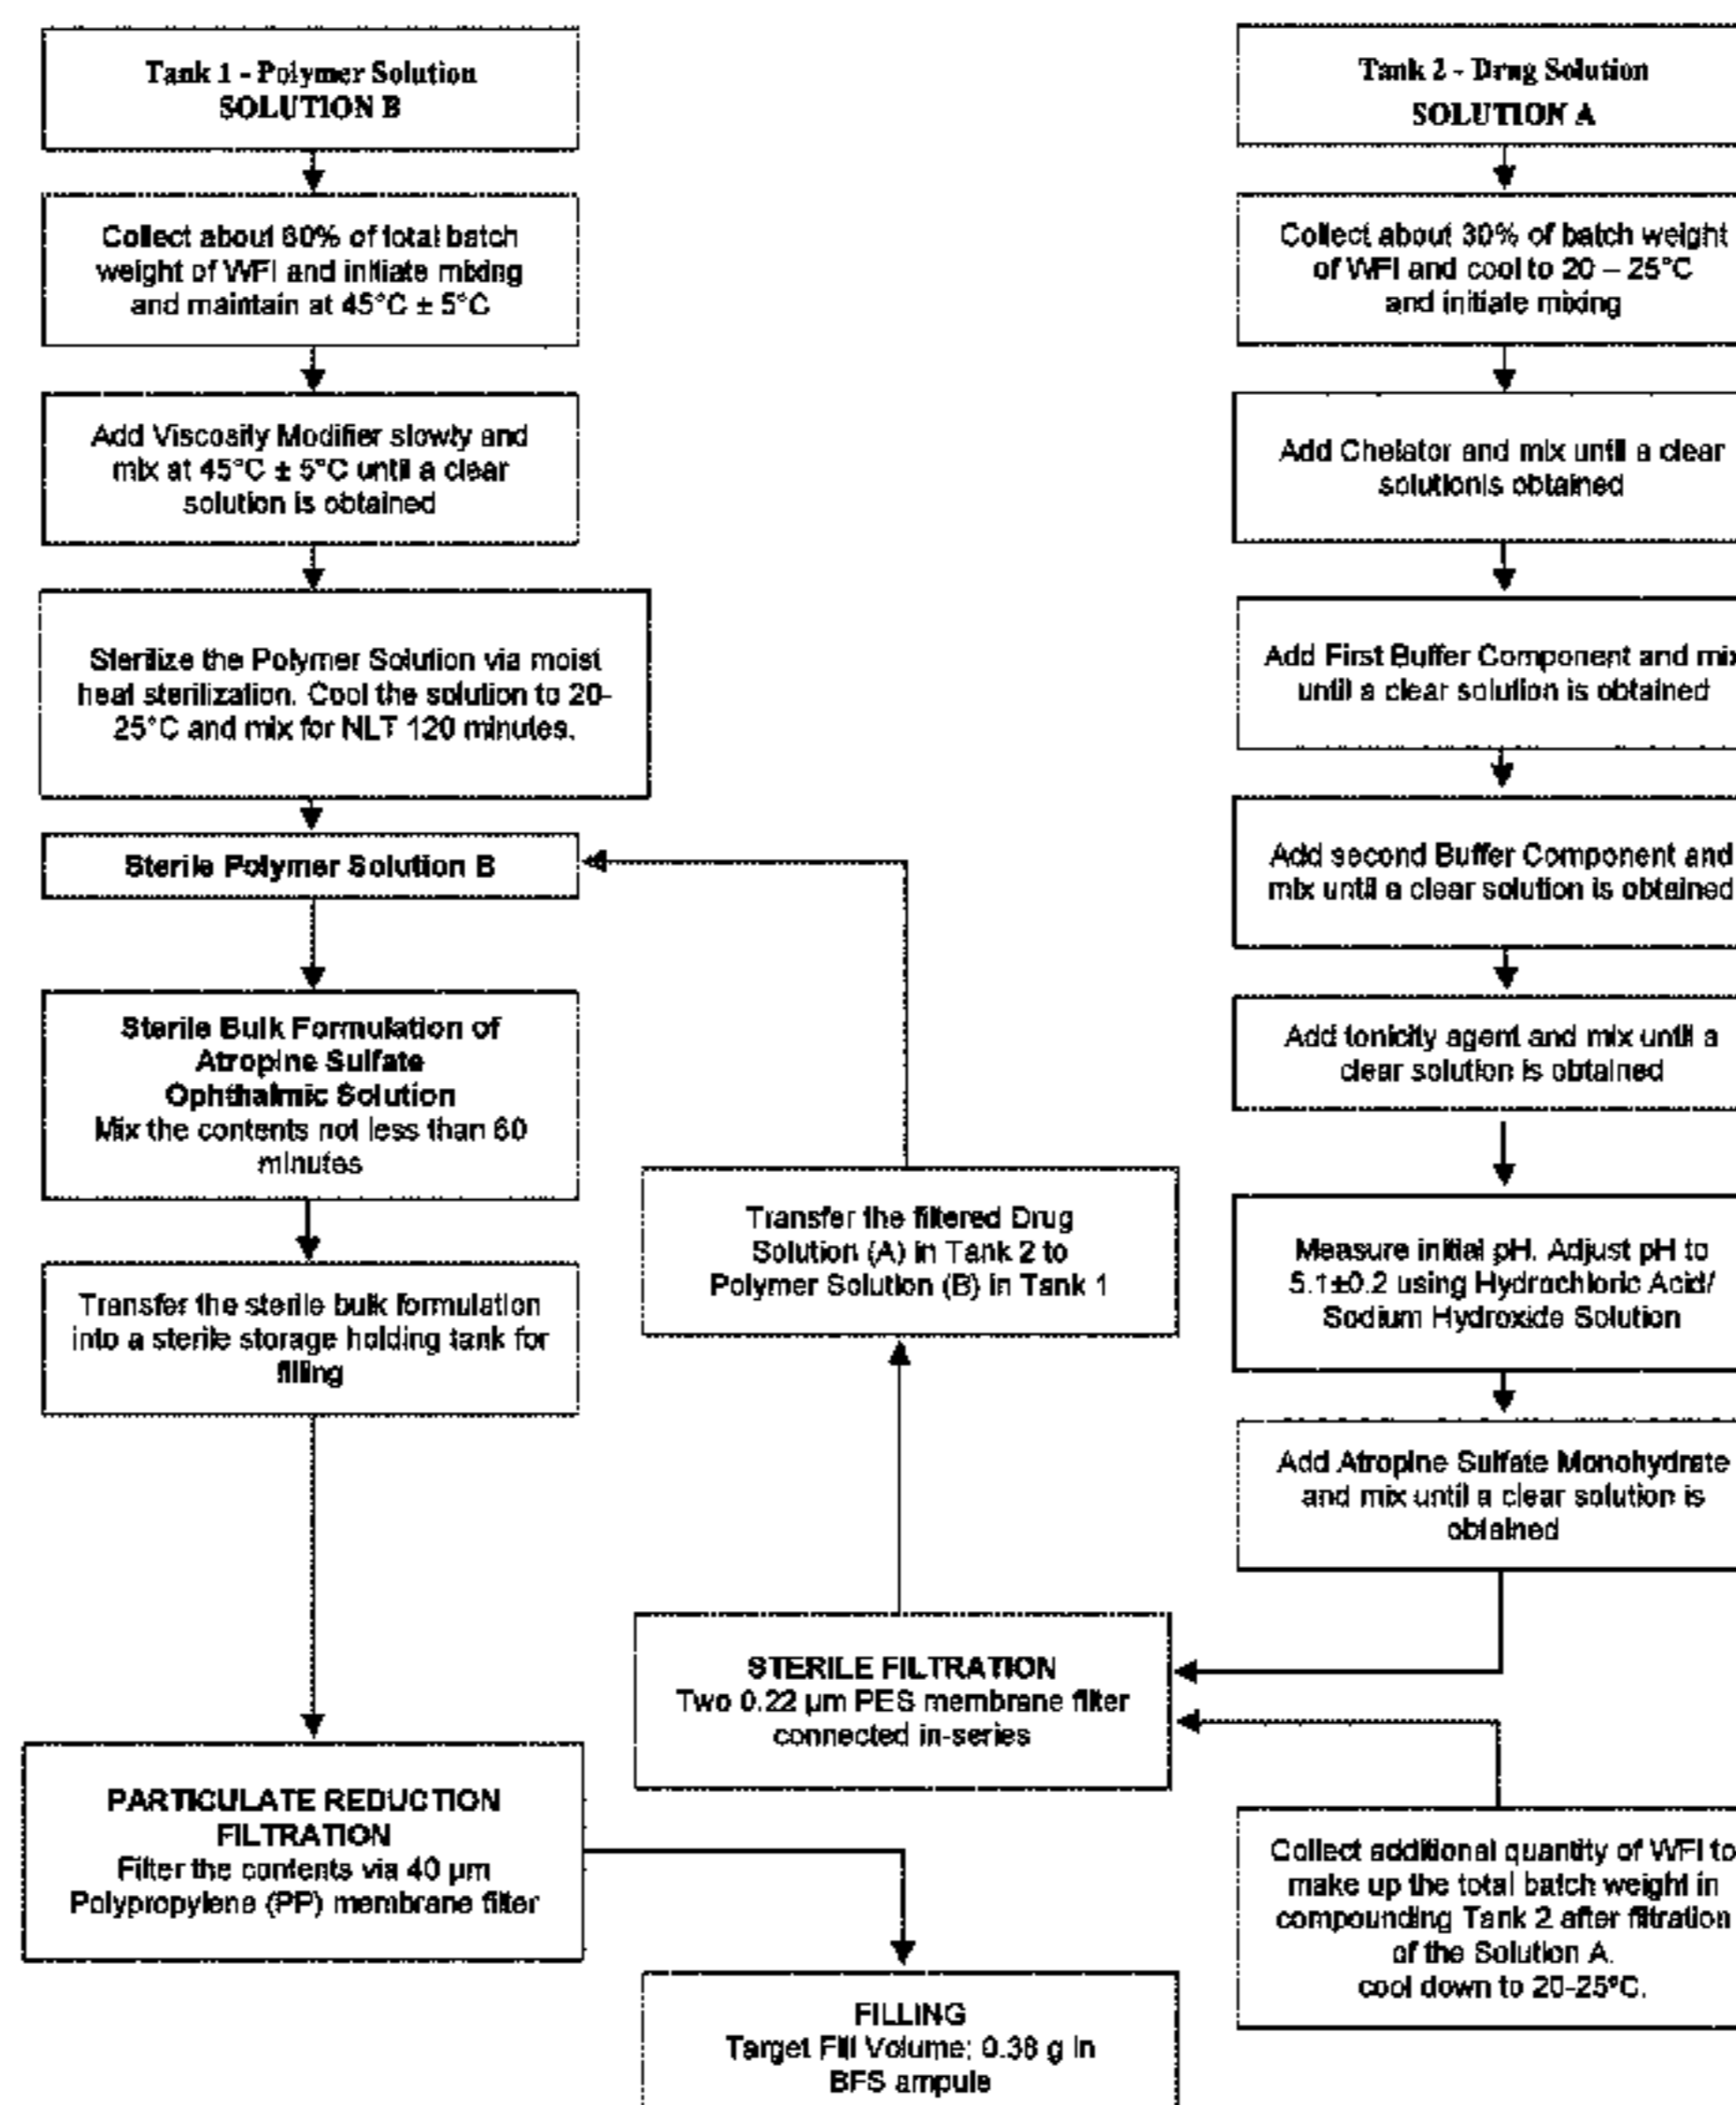 Tank 1 - Polymer Solution
SOLUTION B
Collect about 60% of total batch
weight of WFI and initiate mixing
and maintain at 45°C ± 5°C
Add Viscosity Modifier slowly and
mix at 45°C ± 5°C until a clear
solution is obtained
Sterilize the Polymer Solution via moist
heat sterilization. Cool the solution to 20-
25°C and mix for NLT 120 minutes.
Sterile Polymer Solution B
Sterile Bulk Formulation of
Atropine Sulfate
Ophthalmic Solution
Mix the contents not less than 60
minutes
Transfer the sterile bulk formulation
into a sterile storage holding tank for
filling
PARTICULATE REDUCTION
FILTRATION
Filter the contents via 40 µm
Polypropylene (PP) membrane filter
Transfer the filtered Drug
Solution (A) in Tank 2 to
Polymer Solution (B) in Tank 1
STERILE FILTRATION
Two 0.22 µm PES membrane filter
connected in-series
FILLING
Target Fill Volume: 0.38 g in
BFS ampule
Tank 2 - Drug Solution
SOLUTION A
Collect about 30% of batch weight
of WFI and cool to 20 – 25°C
and initiate mixing
Add Chelator and mix until a clear
solutionis obtained
Add First Buffer Component and mix
until a clear solution is obtained
Add second Buffer Component and
mix until a clear solution is obtained
Add tonicity agent and mix until a
clear solution is obtained
Measure initial pH. Adjust pH to
5.1±0.2 using Hydrochloric Acid/
Sodium Hydroxide Solution
Add Atropine Sulfate Monohydrate
and mix until a clear solution is
obtained
Collect additional quantity of WFI to
make up the total batch weight in
compounding Tank 2 after filtration
of the Solution A.
cool down to 20-25°C.